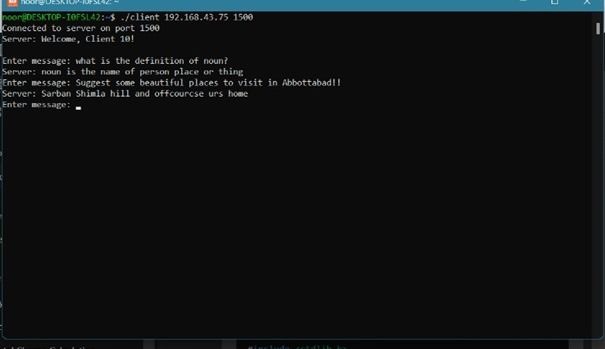 noor@DESKTOP-I0FSL42: ~
noor@DESKTOP-I0FSL42:~$ ./client 192.168.43.75 1500
Connected to server on port 1500
Server: Welcome, Client 10!
Enter message: what is the definition of noun?
Server: noun is the name of person place or thing
Enter message: Suggest some beautiful places to visit in Abbottabad!!
Server: Sarban Shimla hill and offcourcse urs home
Enter message: